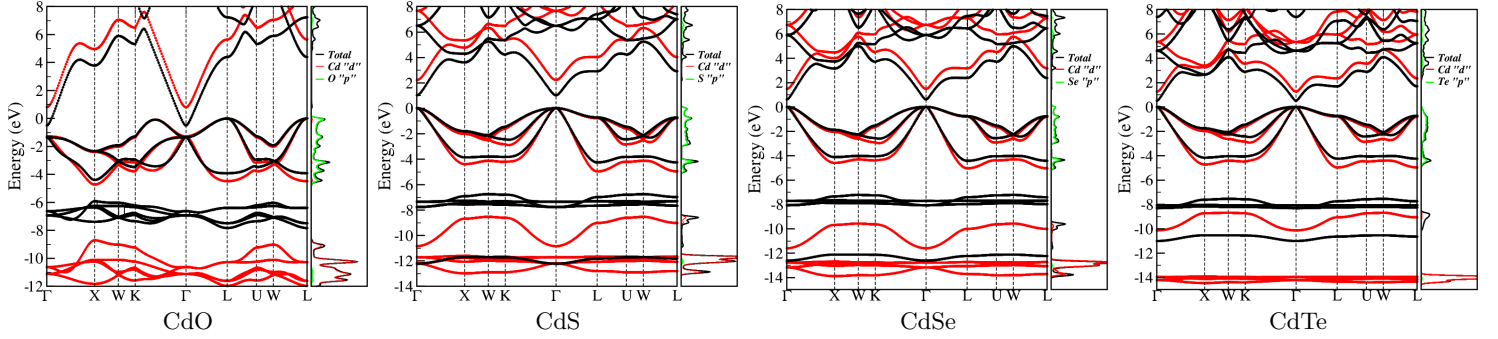 8
6
4
2
0
-2
-4
-6
-8
-10
-12
Energy (eV)
Γ X W K Γ L U W L
Total
Cd "d"
O "p"
CdO
8
6
4
2
0
-2
-4
-6
-8
-10
-12
-14
Energy (eV)
Γ X W K Γ L U W L
Total
Cd "d"
S "p"
CdS
8
6
4
2
0
-2
-4
-6
-8
-10
-12
-14
Energy (eV)
Γ X W K Γ L U W L
Total
Cd "d"
Se "p"
CdSe
8
6
4
2
0
-2
-4
-6
-8
-10
-12
-14
Energy (eV)
Γ X W K Γ L U W L
Total
Cd "d"
Te "p"
CdTe